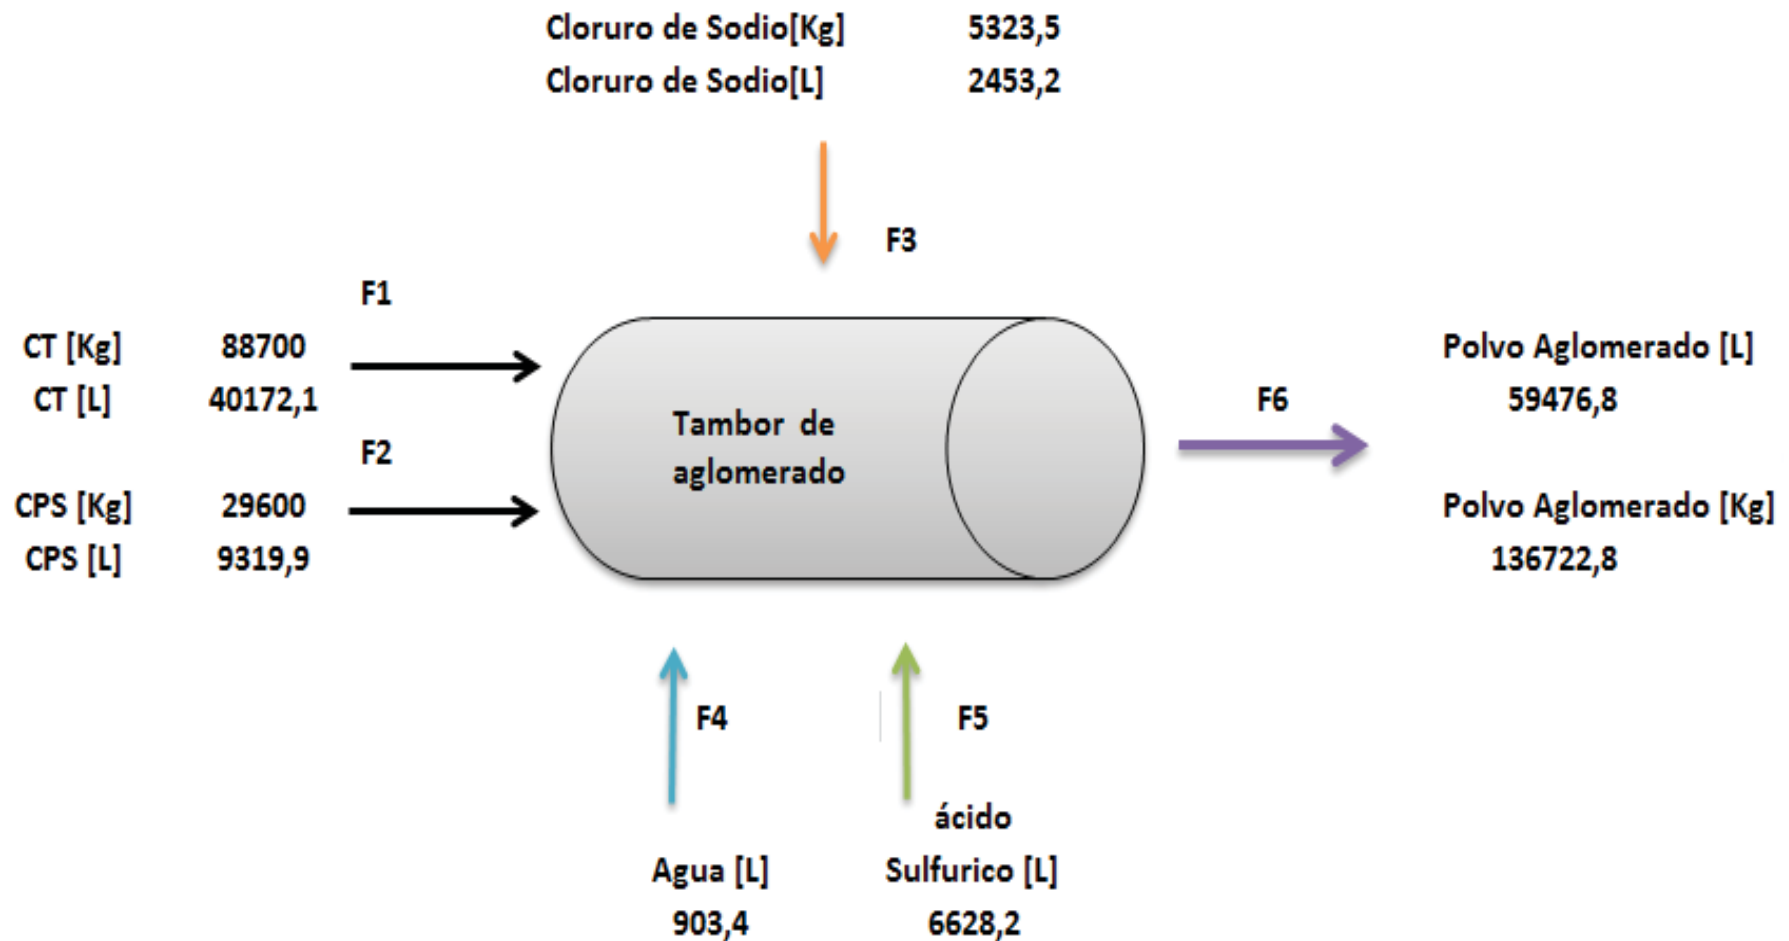 Cloruro de Sodio[Kg] 5323,5
Cloruro de Sodio[L] 2453,2
F3
F1
CT [Kg] 88700
CT [L] 40172,1
F2
CPS [Kg] 29600
CPS [L] 9319,9
Tambor de
aglomerado
F6
Polvo Aglomerado [L]
59476,8
Polvo Aglomerado [Kg]
136722,8
F4
F5
Agua [L]
903,4
ácido
Sulfurico [L]
6628,2